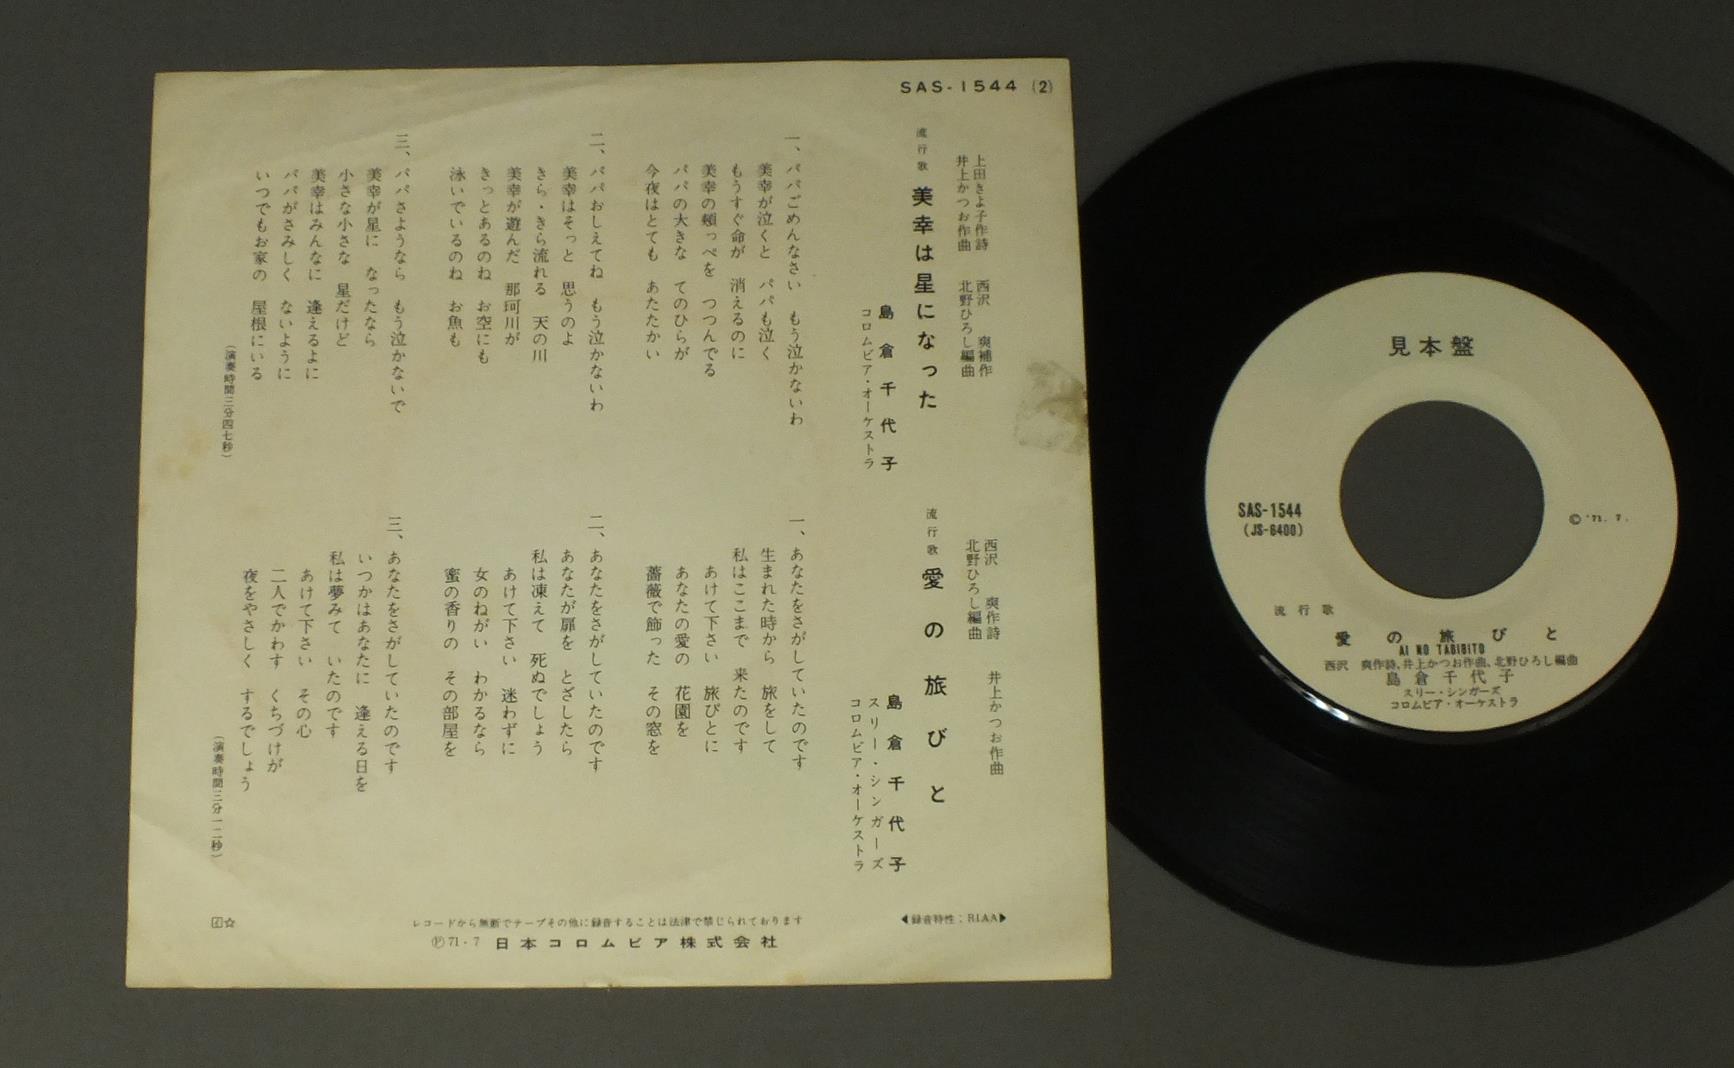 SAS-1544 (2)
上田きよ子作詩 西沢 爽補作
井上かつお作曲 北野ひろし編曲
流行歌 美幸は星になった
島倉千代子
コロムビア・オーケストラ
一、パパごめんなさい もう泣かないわ
美幸が泣くと パパも泣く
もうすぐ命が 消えるのに
美幸の頬っぺを つつんでる
パパの大きな てのひらが
今夜はとても あたたかい
二、パパおしえてね もう泣かないわ
美幸はそっと 思うのよ
きら・きら流れる 天の川
美幸が遊んだ 那珂川が
きっとあるのね お空にも
泳いでいるのね お魚も
三、パパさようなら もう泣かないで
美幸が星に なったなら
小さな小さな 星だけど
美幸はみんなに 逢えるよに
パパがさみしく ないように
いつでもお家の 屋根にいる
(演奏時間三分四七秒)
西沢 爽作詩 井上かつお作曲
北野ひろし編曲
流行歌 愛の旅びと
島倉千代子
スリー・シンガーズ
コロムビア・オーケストラ
一、あなたをさがしていたのです
生まれた時から 旅をして
私はここまで 来たのです
あけて下さい 旅びとに
あなたの愛の 花園を
薔薇で飾った その窓を
二、あなたをさがしていたのです
あなたが扉を とざしたら
私は凍えて 死ぬでしょう
あけて下さい 迷わずに
女のねがい わかるなら
蜜の香りの その部屋を
三、あなたをさがしていたのです
いつかはあなたに 逢える日を
私は夢みて いたのです
あけて下さい その心
二人でかわす くちづけが
夜をやさしく するでしょう
(演奏時間三分一二秒)
◀録音特性:RIAA▶
レコードから無断でテープその他に録音することは法律で禁じられております
Ⓟ71・7 日本コロムビア株式会社
イ☆
見本盤
SAS-1544
(JS-6400)
©'71. 7.
流行歌
愛の旅びと
AI NO TABIBITO
西沢 爽作詩、井上かつお作曲、北野ひろし編曲
島倉千代子
スリー・シンガーズ
コロムビア・オーケストラ